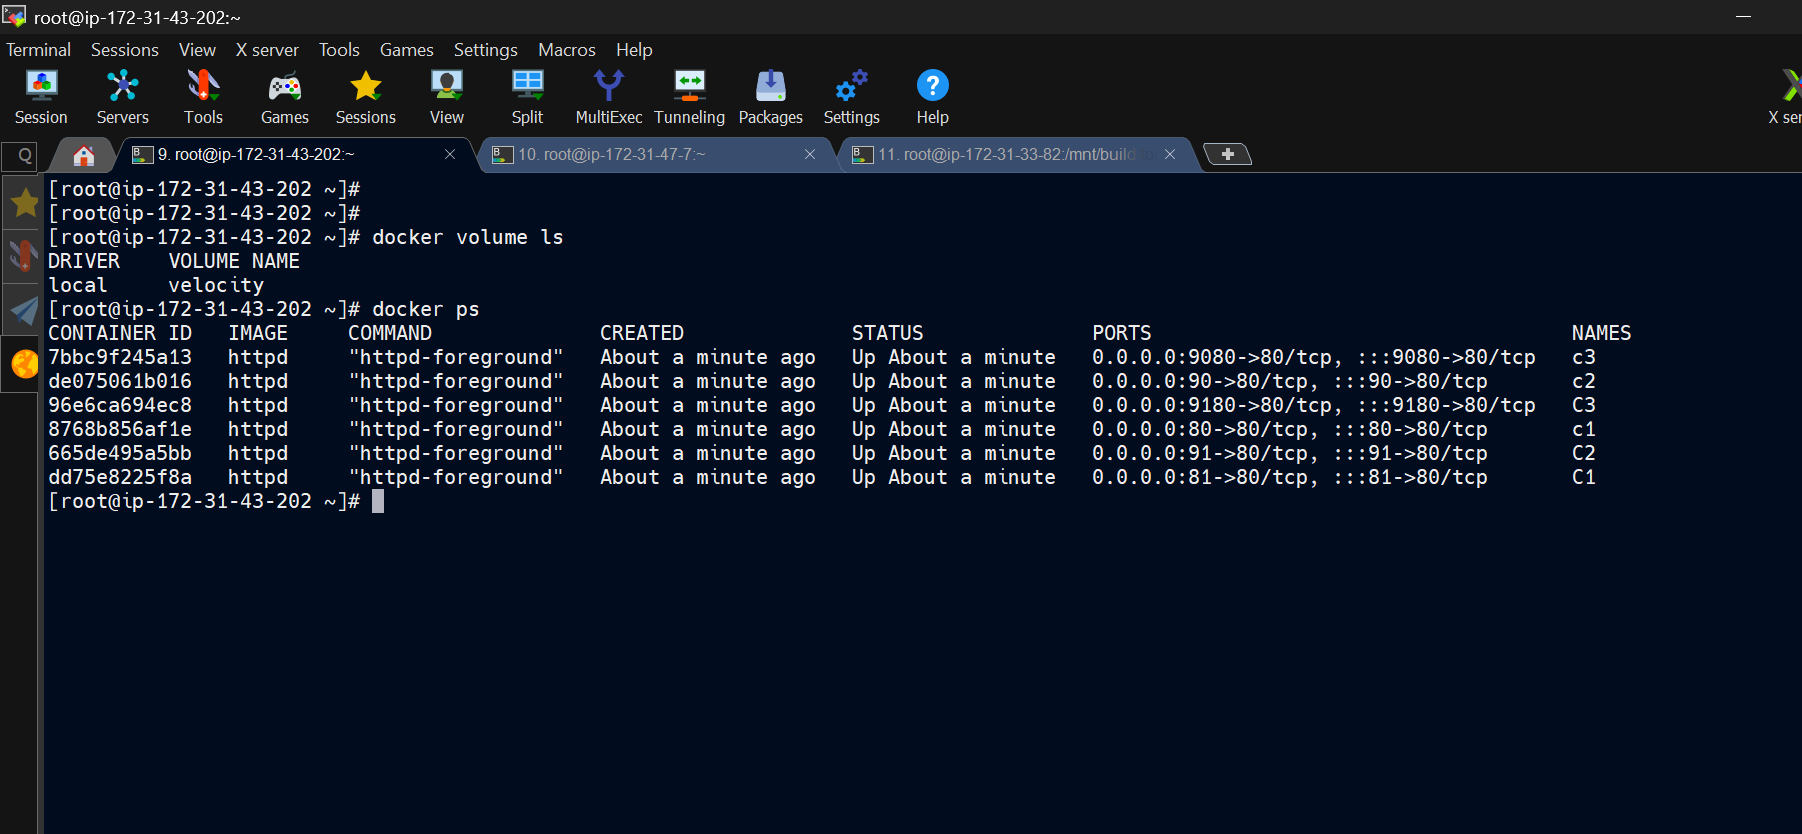 root@ip-172-31-43-202:~
Terminal Sessions View X server Tools Games Settings Macros Help
Session Servers Tools Games Sessions View Split MultiExec Tunneling Packages Settings Help X ser
9. root@ip-172-31-43-202:~ 10. root@ip-172-31-47-7:~ 11. root@ip-172-31-33-82:/mnt/build
[root@ip-172-31-43-202 ~]#
[root@ip-172-31-43-202 ~]#
[root@ip-172-31-43-202 ~]# docker volume ls
DRIVER    VOLUME NAME
local     velocity
[root@ip-172-31-43-202 ~]# docker ps
CONTAINER ID   IMAGE     COMMAND              CREATED              STATUS              PORTS                                   NAMES
7bbc9f245a13   httpd     "httpd-foreground"   About a minute ago   Up About a minute   0.0.0.0:9080->80/tcp, :::9080->80/tcp   c3
de075061b016   httpd     "httpd-foreground"   About a minute ago   Up About a minute   0.0.0.0:90->80/tcp, :::90->80/tcp       c2
96e6ca694ec8   httpd     "httpd-foreground"   About a minute ago   Up About a minute   0.0.0.0:9180->80/tcp, :::9180->80/tcp   C3
8768b856af1e   httpd     "httpd-foreground"   About a minute ago   Up About a minute   0.0.0.0:80->80/tcp, :::80->80/tcp       c1
665de495a5bb   httpd     "httpd-foreground"   About a minute ago   Up About a minute   0.0.0.0:91->80/tcp, :::91->80/tcp       C2
dd75e8225f8a   httpd     "httpd-foreground"   About a minute ago   Up About a minute   0.0.0.0:81->80/tcp, :::81->80/tcp       C1
[root@ip-172-31-43-202 ~]#